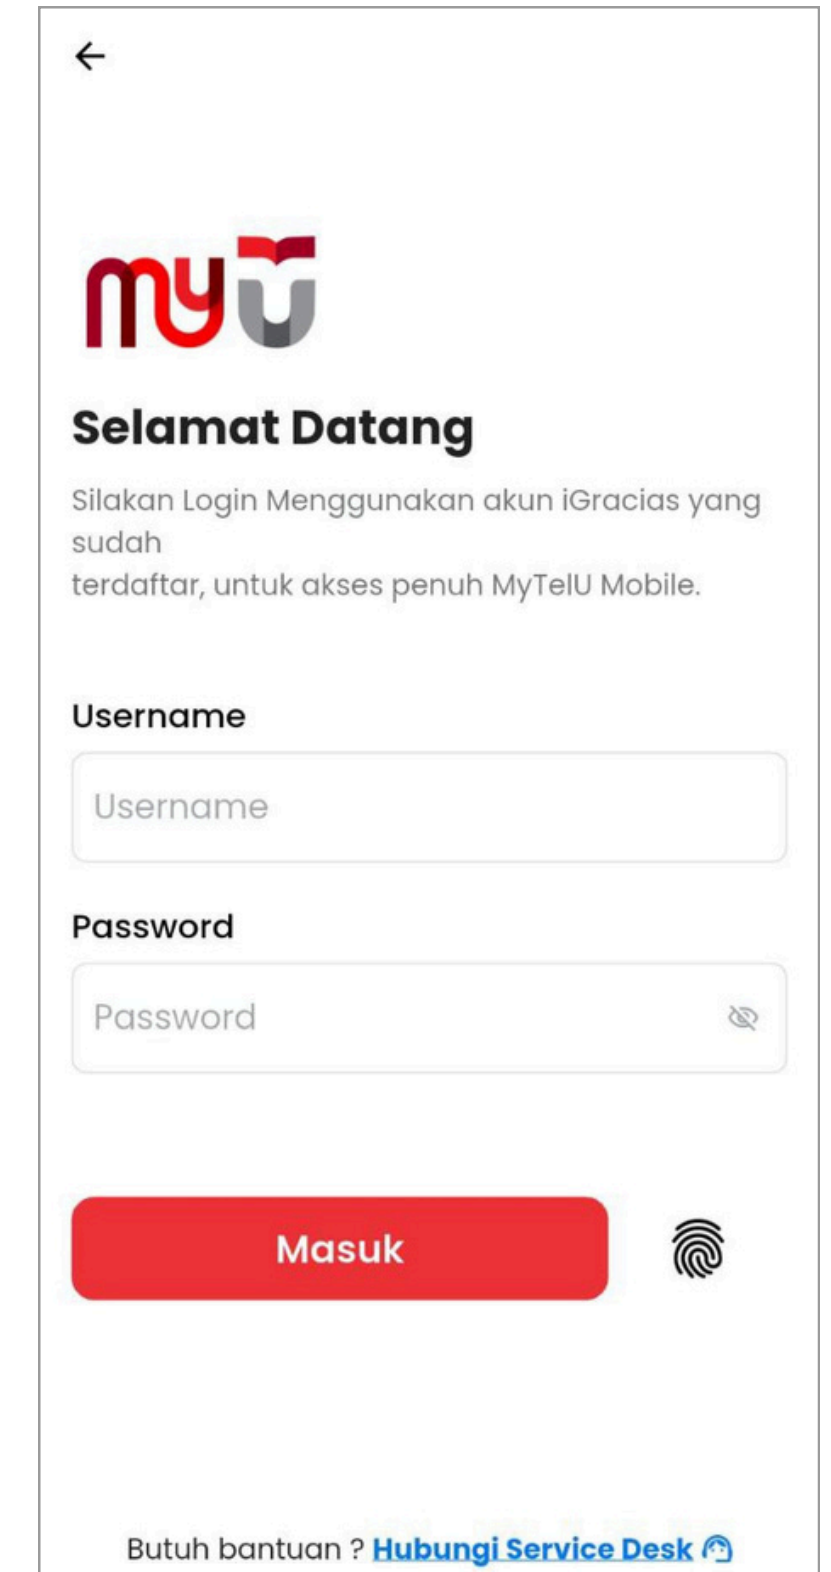 myU
Selamat Datang
Silakan Login Menggunakan akun iGracias yang
sudah
terdaftar, untuk akses penuh MyTelU Mobile.
Username
Username
Password
Password
Masuk
Butuh bantuan ? Hubungi Service Desk